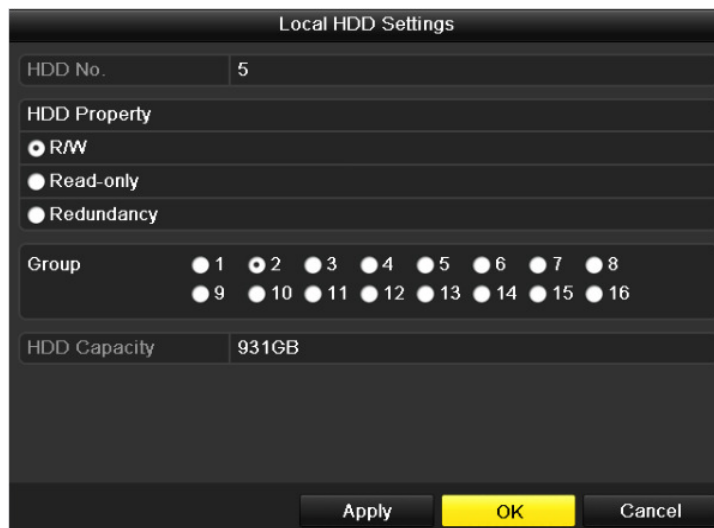 Local HDD Settings
HDD No. 5
HDD Property
R/W
Read-only
Redundancy
Group 1 2 3 4 5 6 7 8
9 10 11 12 13 14 15 16
HDD Capacity 931GB
Apply OK Cancel